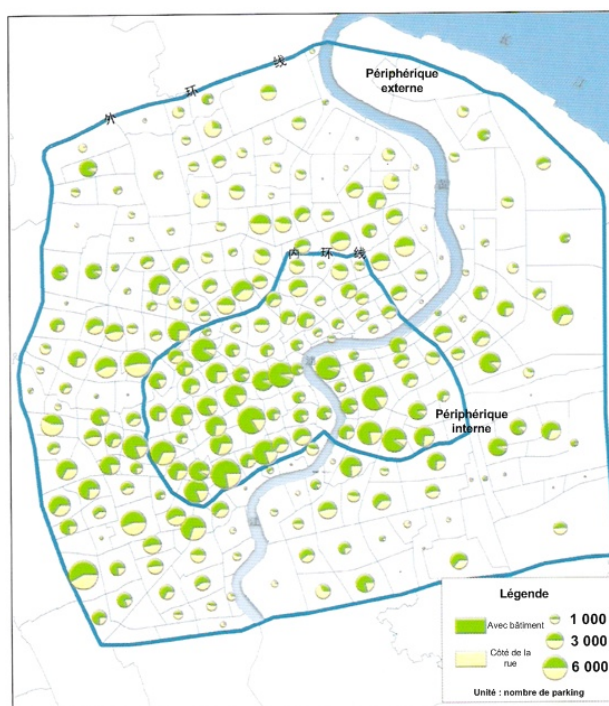 Périphérique
externe
外 环 线
内 环 线
Périphérique
interne
Légende
Avec bâtiment
Côté de la
rue
1 000
3 000
6 000
Unité : nombre de parking